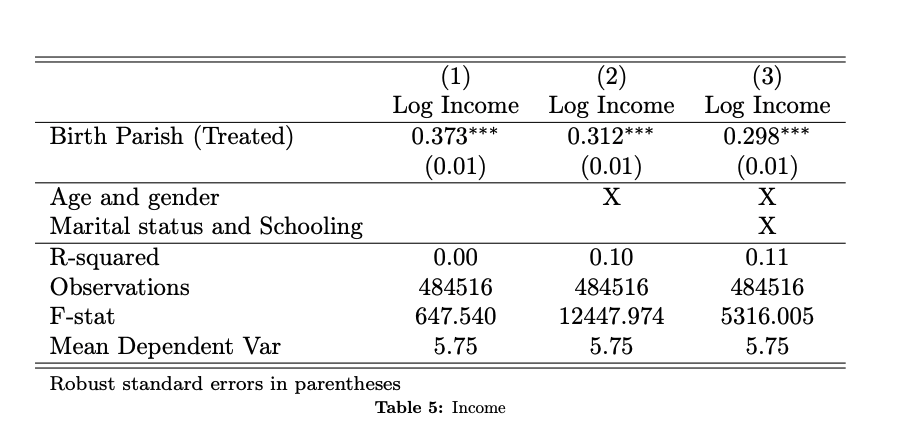 (1) (2) (3)
Log Income Log Income Log Income
Birth Parish (Treated) 0.373*** 0.312*** 0.298***
(0.01) (0.01) (0.01)
Age and gender X X
Marital status and Schooling X
R-squared 0.00 0.10 0.11
Observations 484516 484516 484516
F-stat 647.540 12447.974 5316.005
Mean Dependent Var 5.75 5.75 5.75
Robust standard errors in parentheses
Table 5: Income